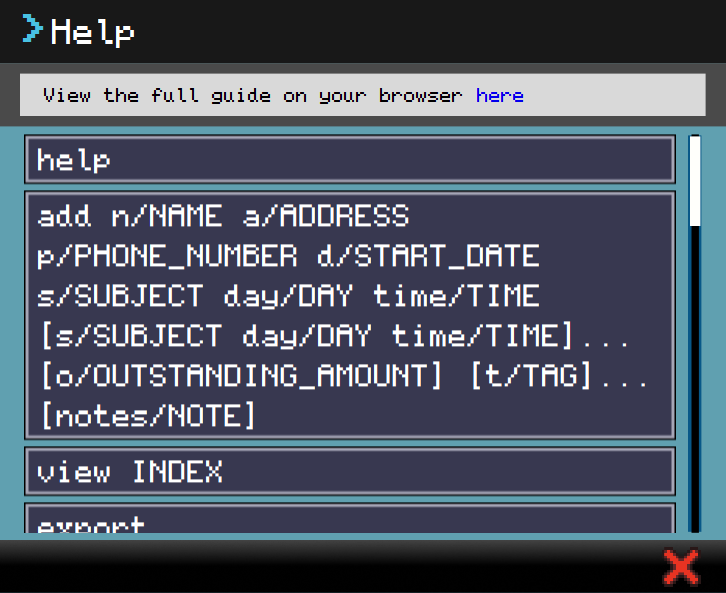 Help
View the full guide on your browser here
help
add n/NAME a/ADDRESS
p/PHONE_NUMBER d/START_DATE
s/SUBJECT day/DAY time/TIME
[s/SUBJECT day/DAY time/TIME]...
[o/OUTSTANDING_AMOUNT] [t/TAG]...
[notes/NOTE]
view INDEX
export